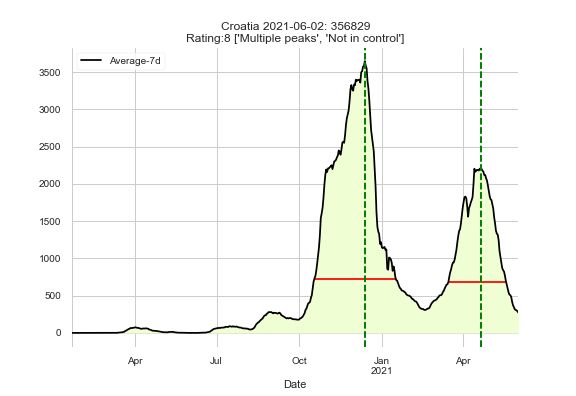 Croatia 2021-06-02: 356829
Rating:8 ['Multiple peaks', 'Not in control']
Average-7d
3500
3000
2500
2000
1500
1000
500
0
Apr Jul Oct Jan Apr
2021
Date